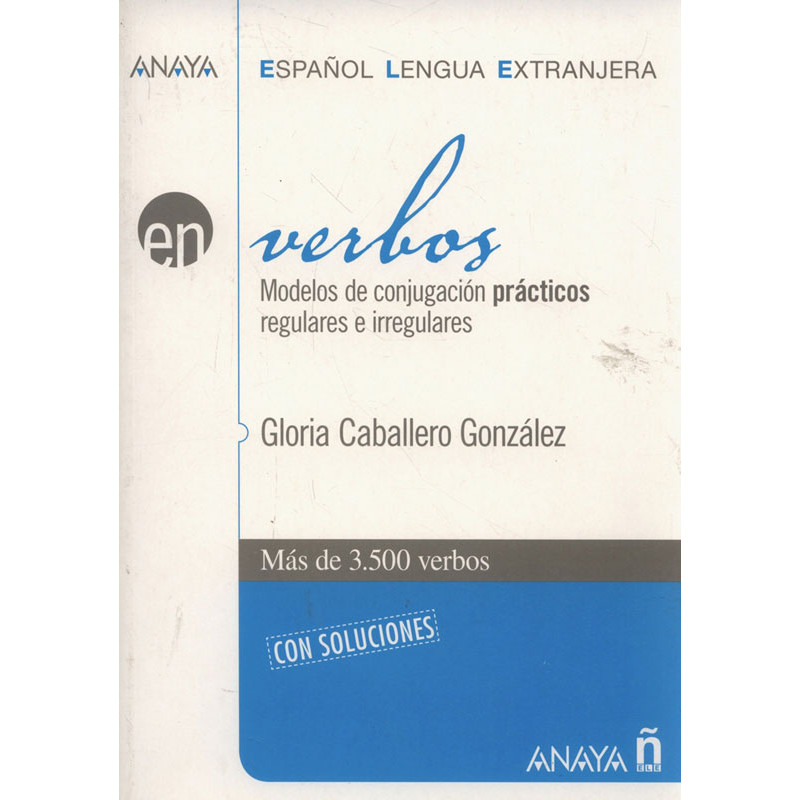 ANAYA
ESPAÑOL LENGUA EXTRANJERA
en
verbos
Modelos de conjugación prácticos
regulares e irregulares
Gloria Caballero González
Más de 3.500 verbos
CON SOLUCIONES
ANAYA ñ
ELE